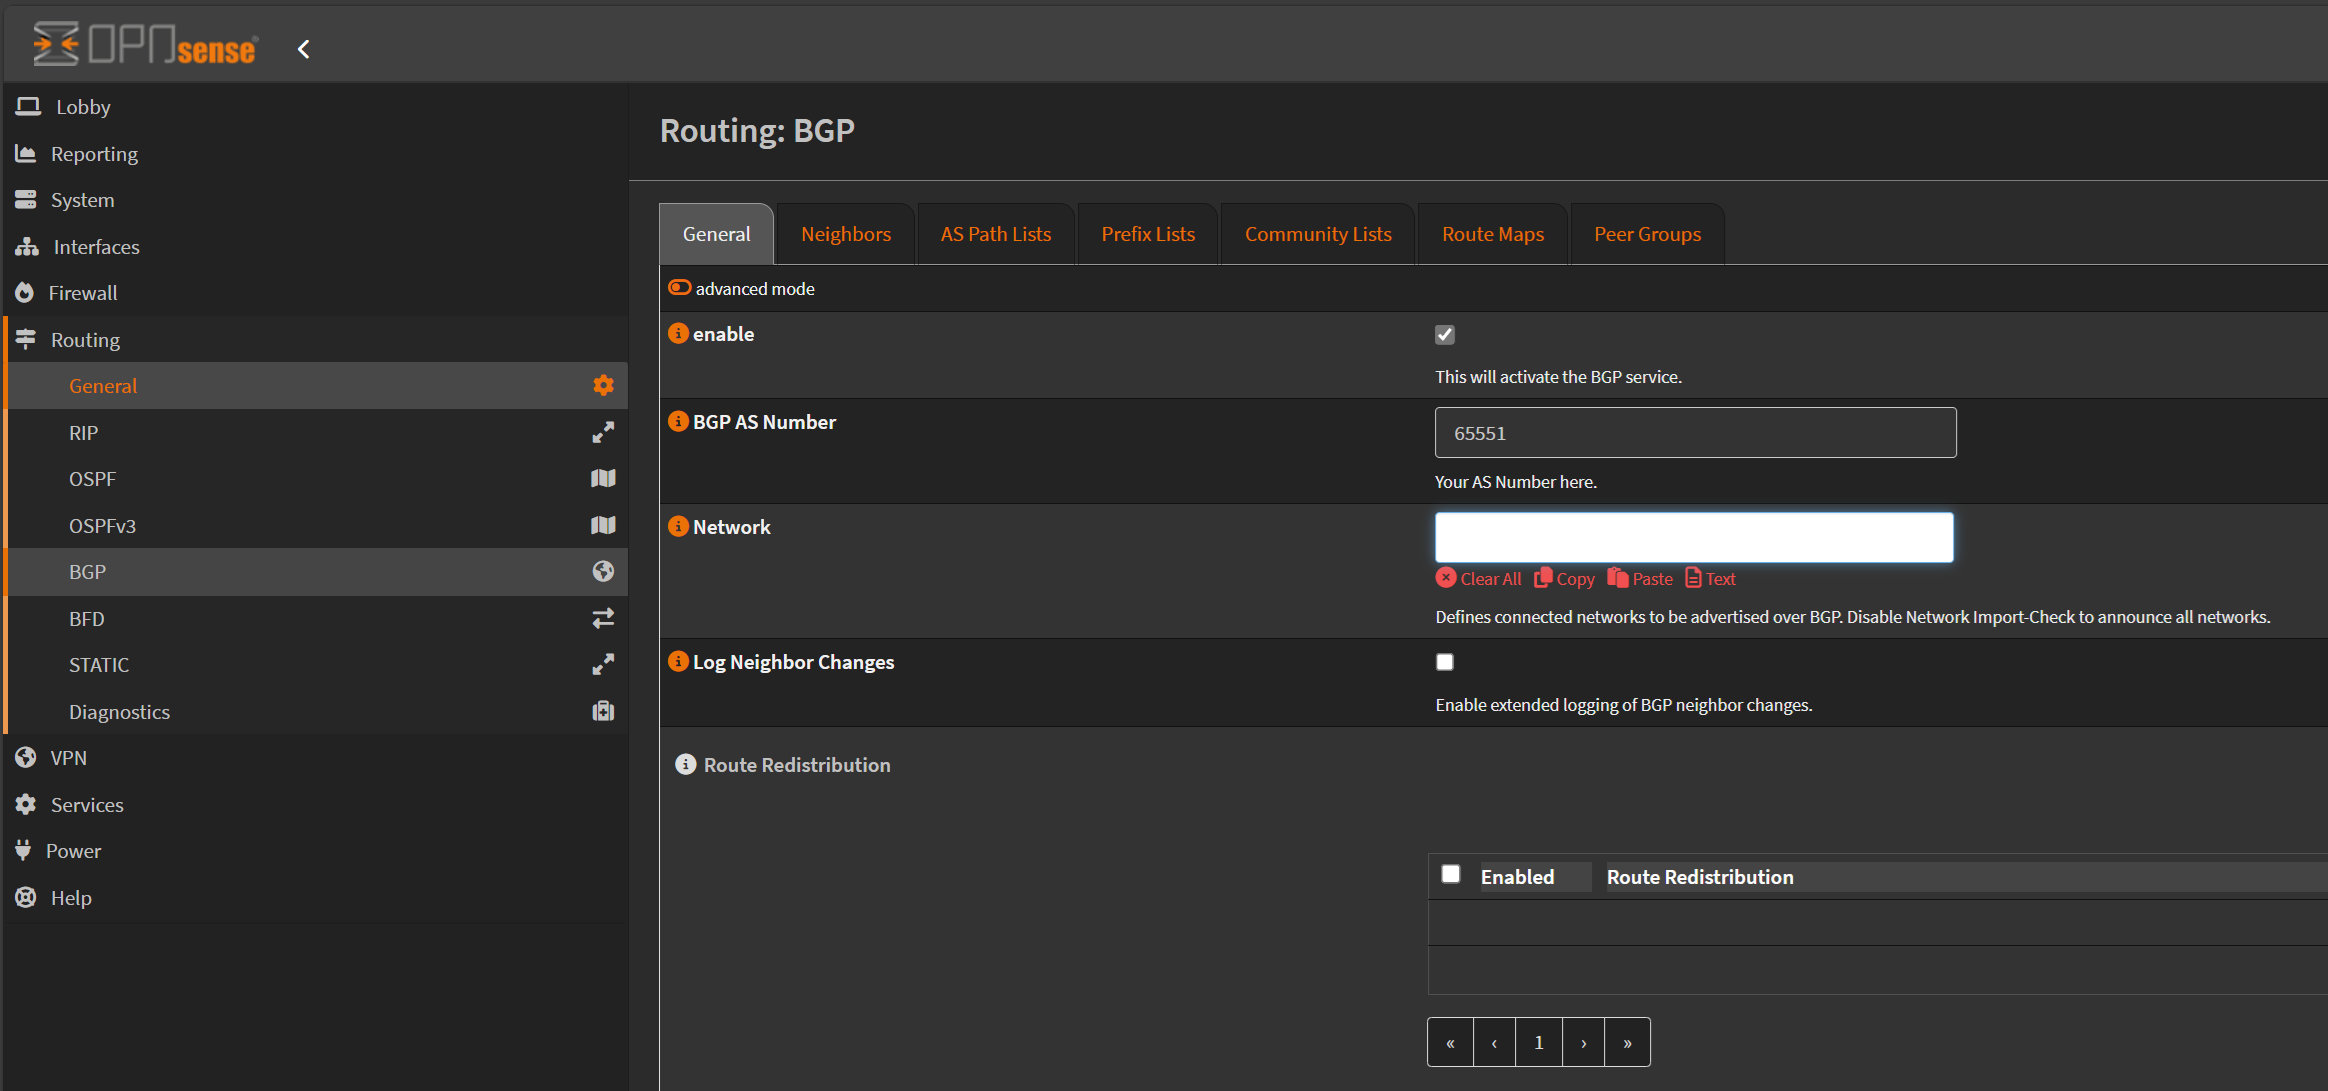 OPNsense
Lobby
Reporting
System
Interfaces
Firewall
Routing
General
RIP
OSPF
OSPFv3
BGP
BFD
STATIC
Diagnostics
VPN
Services
Power
Help
Routing: BGP
General
Neighbors
AS Path Lists
Prefix Lists
Community Lists
Route Maps
Peer Groups
advanced mode
enable
This will activate the BGP service.
BGP AS Number
65551
Your AS Number here.
Network
Clear All Copy Paste Text
Defines connected networks to be advertised over BGP. Disable Network Import-Check to announce all networks.
Log Neighbor Changes
Enable extended logging of BGP neighbor changes.
Route Redistribution
Enabled Route Redistribution
« ‹ 1 › »